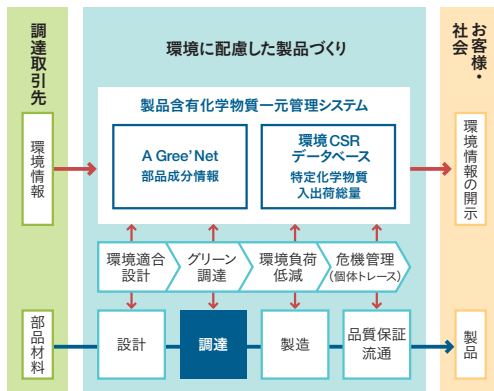 調達取引先
環境に配慮した製品づくり
お客様・
社会
製品含有化学物質一元管理システム
環境情報
A Gree’ Net
部品成分情報
環境CSR
データベース
特定化学物質
入出荷総量
環境情報の開示
環境適合
設計
グリーン
調達
環境負荷
低減
危機管理
(個体トレース)
部品材料
設計
調達
製造
品質保証
流通
製品